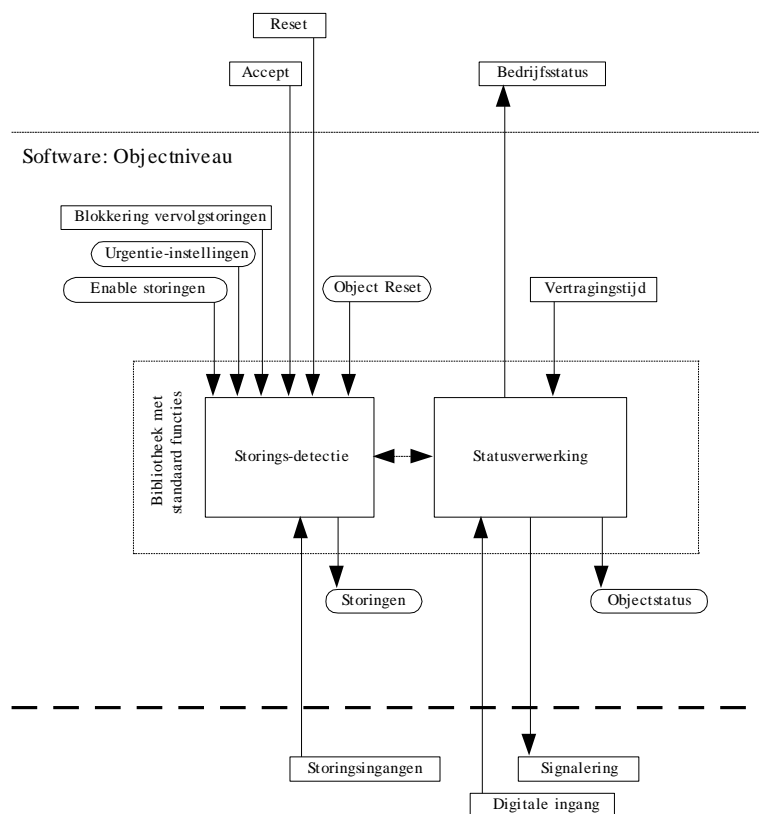 Reset
Accept
Bedrijfsstatus
Software: Objectniveau
Blokkering vervolgstoringen
Urgentie-instellingen
Enable storingen
Object Reset
Vertragingstijd
Bibliotheek met
standaard functies
Storings-detectie
Statusverwerking
Storingen
Objectstatus
Storingsingangen
Signalering
Digitale ingang